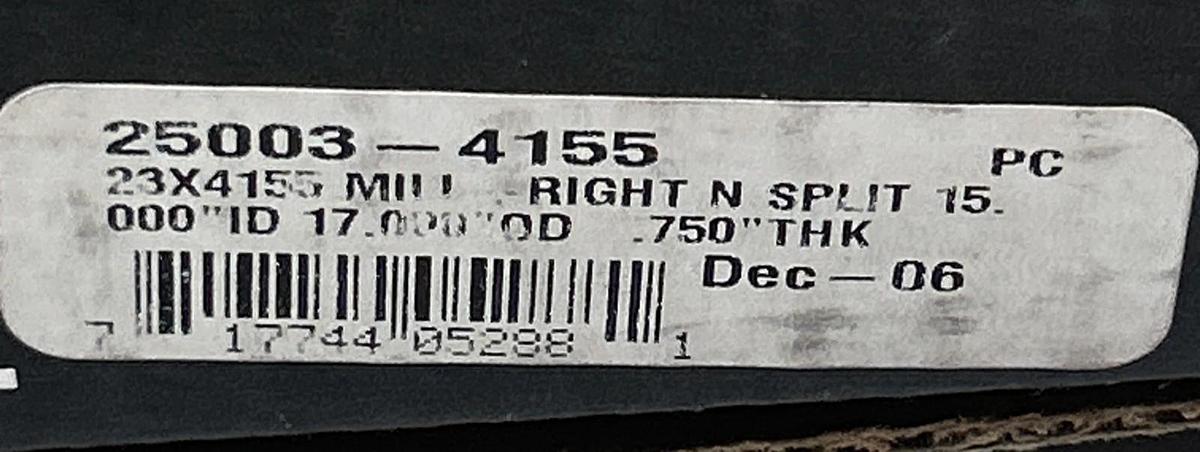 25003-4155
PC
23X4155 MILL-RIGHT N SPLIT 15.
000"ID 17.000"OD .750"THK
Dec-06
7 17744 05288 1